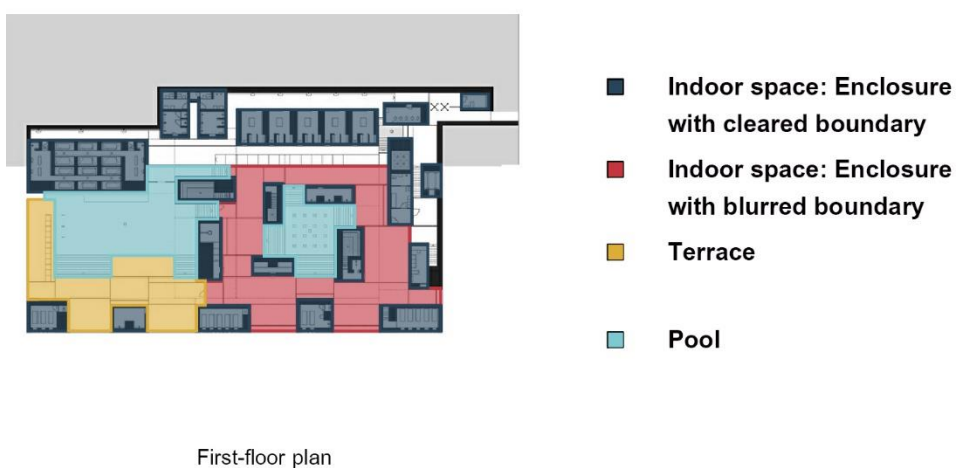 Indoor space: Enclosure
with cleared boundary
Indoor space: Enclosure
with blurred boundary
Terrace
Pool
First-floor plan